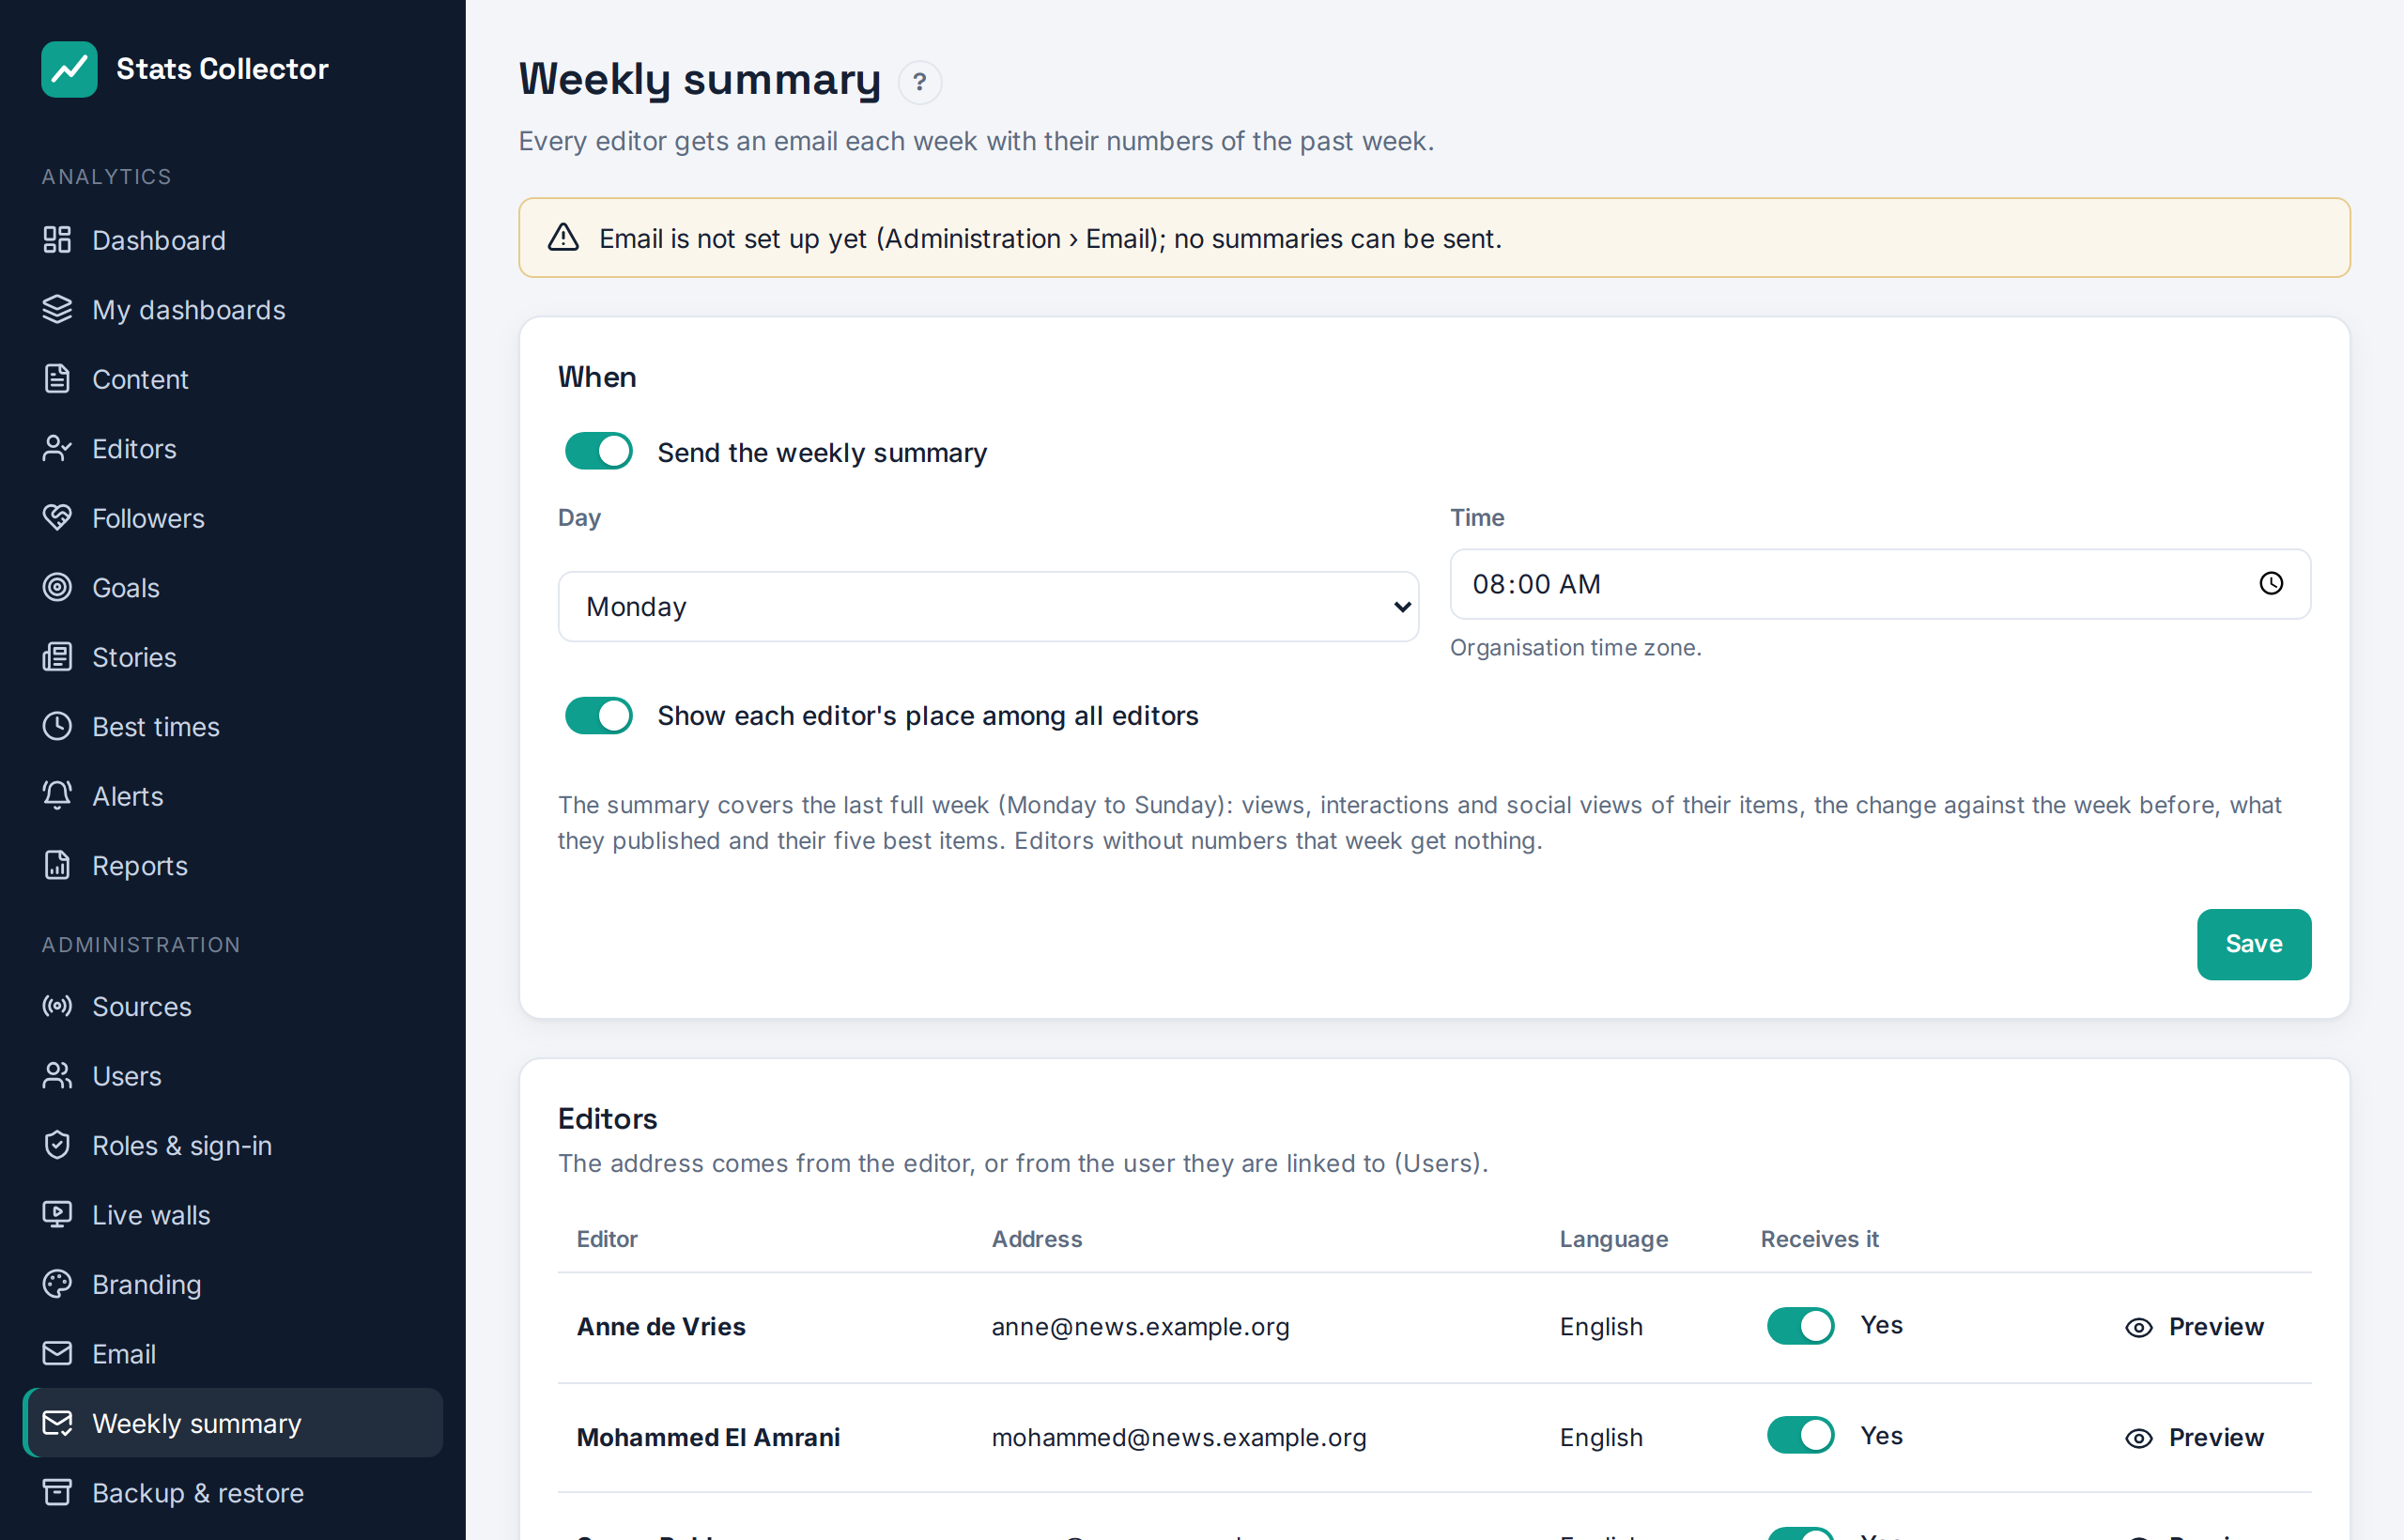 Stats Collector
ANALYTICS
Dashboard
My dashboards
Content
Editors
Followers
Goals
Stories
Best times
Alerts
Reports
ADMINISTRATION
Sources
Users
Roles & sign-in
Live walls
Branding
Email
Weekly summary
Backup & restore
Weekly summary ?
Every editor gets an email each week with their numbers of the past week.
Email is not set up yet (Administration › Email); no summaries can be sent.
When
Send the weekly summary
Day
Monday
Time
08:00 AM
Organisation time zone.
Show each editor's place among all editors
The summary covers the last full week (Monday to Sunday): views, interactions and social views of their items, the change against the week before, what
they published and their five best items. Editors without numbers that week get nothing.
Save
Editors
The address comes from the editor, or from the user they are linked to (Users).
Editor Address Language Receives it
Anne de Vries anne@news.example.org English Yes Preview
Mohammed El Amrani mohammed@news.example.org English Yes Preview